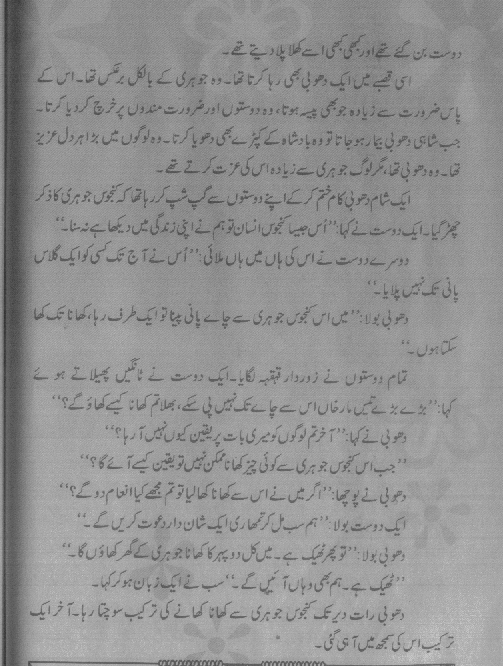 دوست بن گئے تھے اور کبھی کبھی اسے کھلا پلا دیتے تھے۔
اسی قصبے میں ایک دھوبی بھی رہا کرتا تھا۔ وہ جوہری کے بالکل برعکس تھا۔ اس کے
پاس ضرورت سے زیادہ جو بھی پیسہ ہوتا، وہ دوستوں اور ضرورت مندوں پر خرچ کر دیا کرتا۔
جب شاہی دھوبی بیمار ہو جاتا تو وہ بادشاہ کے کپڑے بھی دھویا کرتا۔ وہ لوگوں میں بڑا ہر دل عزیز
تھا۔ وہ دھوبی تھا، مگر لوگ جوہری سے زیادہ اس کی عزت کرتے تھے۔
ایک شام دھوبی کام ختم کر کے اپنے دوستوں سے گپ شپ کر رہا تھا کہ کنجوس جوہری کا ذکر
چھڑ گیا۔ ایک دوست نے کہا: ”اُس جیسا کنجوس انسان تو ہم نے اپنی زندگی میں دیکھا ہے نہ سنا۔“
دوسرے دوست نے اس کی ہاں میں ہاں ملائی: ”اُس نے آج تک کسی کو ایک گلاس
پانی تک نہیں پلایا۔“
دھوبی بولا: ”میں اس کنجوس جوہری سے چاے پانی پینا تو ایک طرف رہا، کھانا تک کھا
سکتا ہوں۔“
تمام دوستوں نے زوردار قہقہہ لگایا۔ ایک دوست نے ٹانگیں پھیلاتے ہوئے
کہا: ”بڑے بڑے تیس مار خاں اس سے چاے تک نہیں پی سکے، بھلا تم کھانا کیسے کھاؤ گے؟“
دھوبی نے کہا: ”آخر تم لوگوں کو میری بات پر یقین کیوں نہیں آ رہا؟“
”جب اس کنجوس جوہری سے کوئی چیز کھانا ممکن نہیں تو یقین کیسے آئے گا؟“
دھوبی نے پوچھا: ”اگر میں نے اس سے کھانا کھا لیا تو تم مجھے کیا انعام دو گے؟“
ایک دوست بولا: ”ہم سب مل کر تمھاری ایک شان دار دعوت کریں گے۔“
دھوبی بولا: ”تو پھر ٹھیک ہے۔ میں کل دوپہر کا کھانا جوہری کے گھر کھاؤں گا۔“
”ٹھیک ہے۔ ہم بھی وہاں آئیں گے۔“ سب نے ایک زبان ہو کر کہا۔
دھوبی رات دیر تک کنجوس جوہری سے کھانا کھانے کی ترکیب سوچتا رہا۔ آخر ایک
ترکیب اس کی سمجھ میں آ ہی گئی۔